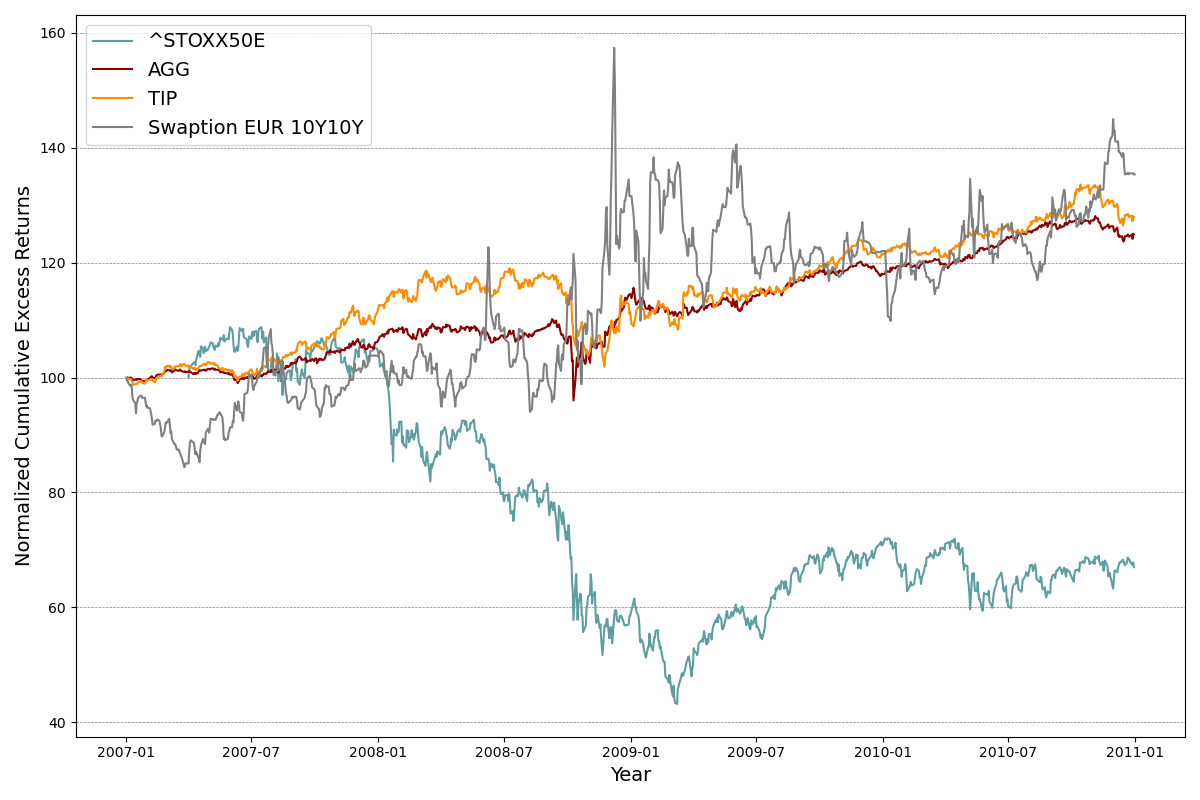 ^STOXX50E
AGG
TIP
Swaption EUR 10Y10Y
Normalized Cumulative Excess Returns
160
140
120
100
80
60
40
2007-01 2007-07 2008-01 2008-07 2009-01 2009-07 2010-01 2010-07 2011-01
Year